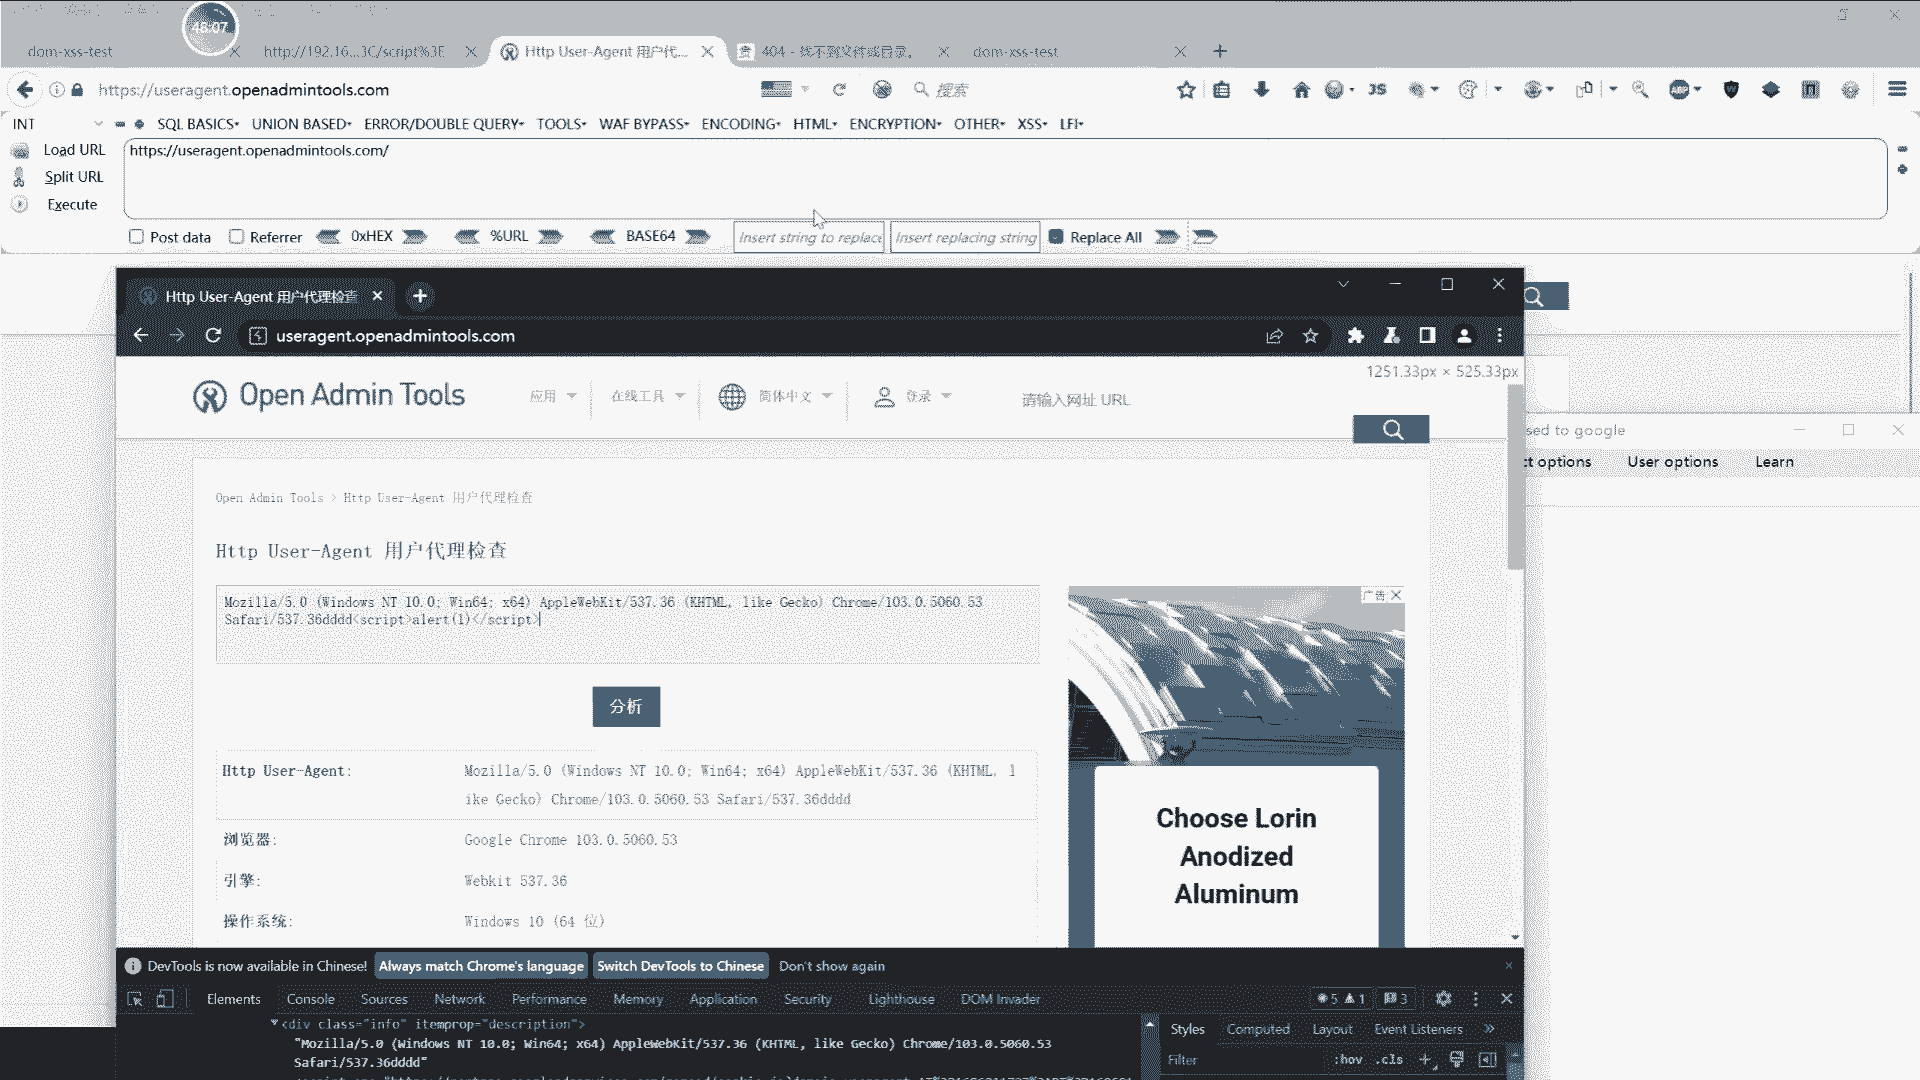 48:07
dom-xss-test
http://192.16...3C/script%3E
Http User-Agent 用户代...
404 - 找不到文件或目录。
dom-xss-test
https://useragent.openadmintools.com
搜索
JS
ABP
INT
SQL BASICS
UNION BASED
ERROR/DOUBLE QUERY
TOOLS
WAF BYPASS
ENCODING
HTML
ENCRYPTION
OTHER
XSS
LFI
Load URL
https://useragent.openadmintools.com/
Split URL
Execute
Post data
Referrer
0xHEX
%URL
BASE64
Insert string to replace
Insert replacing string
Replace All
Http User-Agent 用户代理检查
useragent.openadmintools.com
1251.33px × 525.33px
Open Admin Tools
应用
在线工具
简体中文
登录
请输入网址 URL
sed to google
ct options
User options
Learn
Open Admin Tools > Http User-Agent 用户代理检查
Http User-Agent 用户代理检查
Mozilla/5.0 (Windows NT 10.0; Win64; x64) AppleWebKit/537.36 (KHTML, like Gecko) Chrome/103.0.5060.53
Safari/537.36dddd<script>alert(1)</script>
广告
分析
Http User-Agent:
Mozilla/5.0 (Windows NT 10.0; Win64; x64) AppleWebKit/537.36 (KHTML, l
ike Gecko) Chrome/103.0.5060.53 Safari/537.36dddd
浏览器:
Google Chrome 103.0.5060.53
引擎:
Webkit 537.36
操作系统:
Windows 10 (64 位)
Choose Lorin
Anodized
Aluminum
DevTools is now available in Chinese!
Always match Chrome's language
Switch DevTools to Chinese
Don't show again
Elements
Console
Sources
Network
Performance
Memory
Application
Security
Lighthouse
DOM Invader
5
1
3
<div class="info" itemprop="description">
"Mozilla/5.0 (Windows NT 10.0; Win64; x64) AppleWebKit/537.36 (KHTML, like Gecko) Chrome/103.0.5060.53
Safari/537.36dddd"
Styles
Computed
Layout
Event Listeners
Filter
:hov
.cls